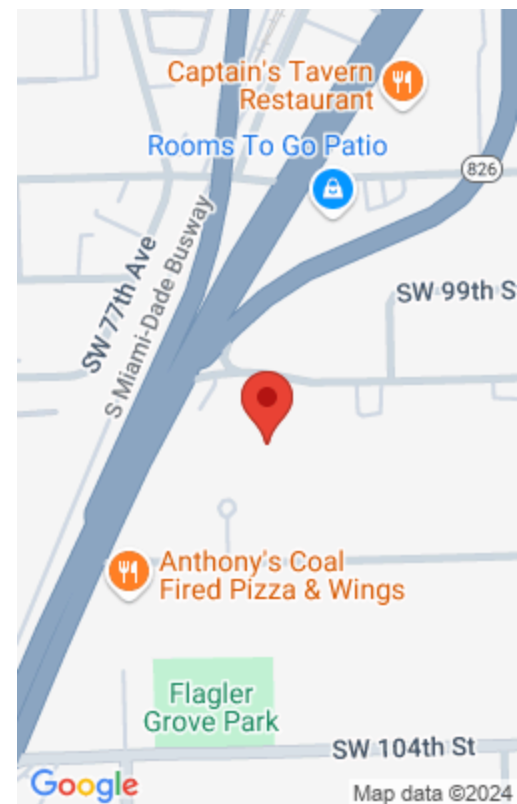 Captain's Tavern
Restaurant
Rooms To Go Patio
826
SW 77th Ave
S Miami-Dade Busway
SW 99th S
Anthony's Coal
Fired Pizza & Wings
Flagler
Grove Park
SW 104th St
Google
Map data ©2024